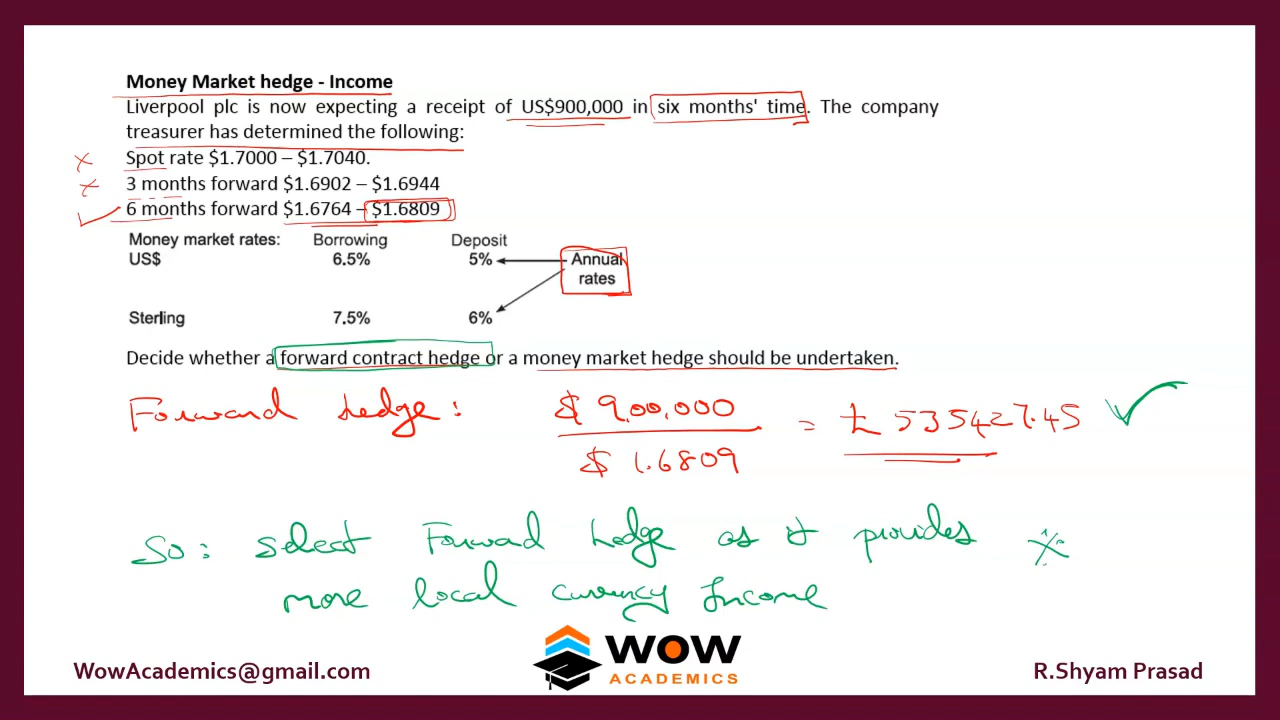 Money Market hedge - Income
Liverpool plc is now expecting a receipt of US$900,000 in six months' time. The company
treasurer has determined the following:
Spot rate $1.7000 – $1.7040.
3 months forward $1.6902 – $1.6944
6 months forward $1.6764 – $1.6809
Money market rates: Borrowing Deposit
US$ 6.5% 5% Annual rates
Sterling 7.5% 6%
Decide whether a forward contract hedge or a money market hedge should be undertaken.
Forward hedge: $ 9,00,000 / $ 1.6809 = £ 535427.45
So: select Forward hedge as it provides
more local currency Income
WOW
ACADEMICS
WowAcademics@gmail.com
R.Shyam Prasad